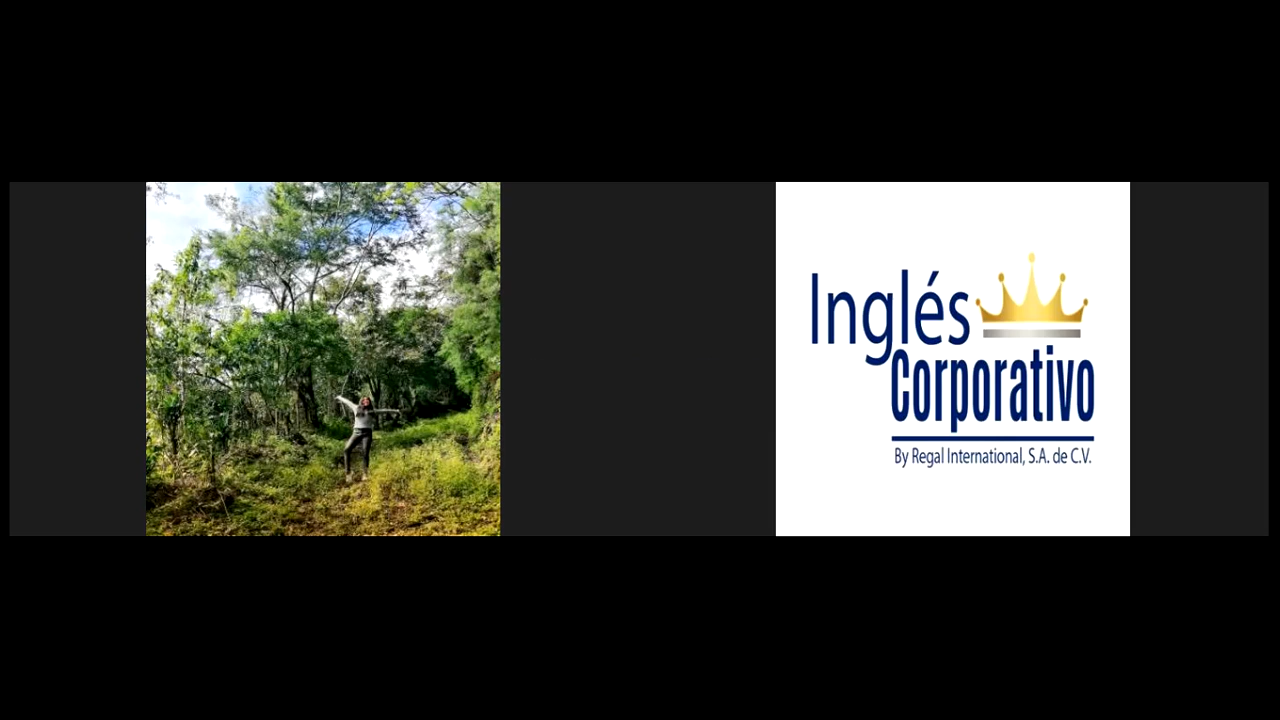 Inglés
Corporativo
By Regal International, S.A. de C.V.